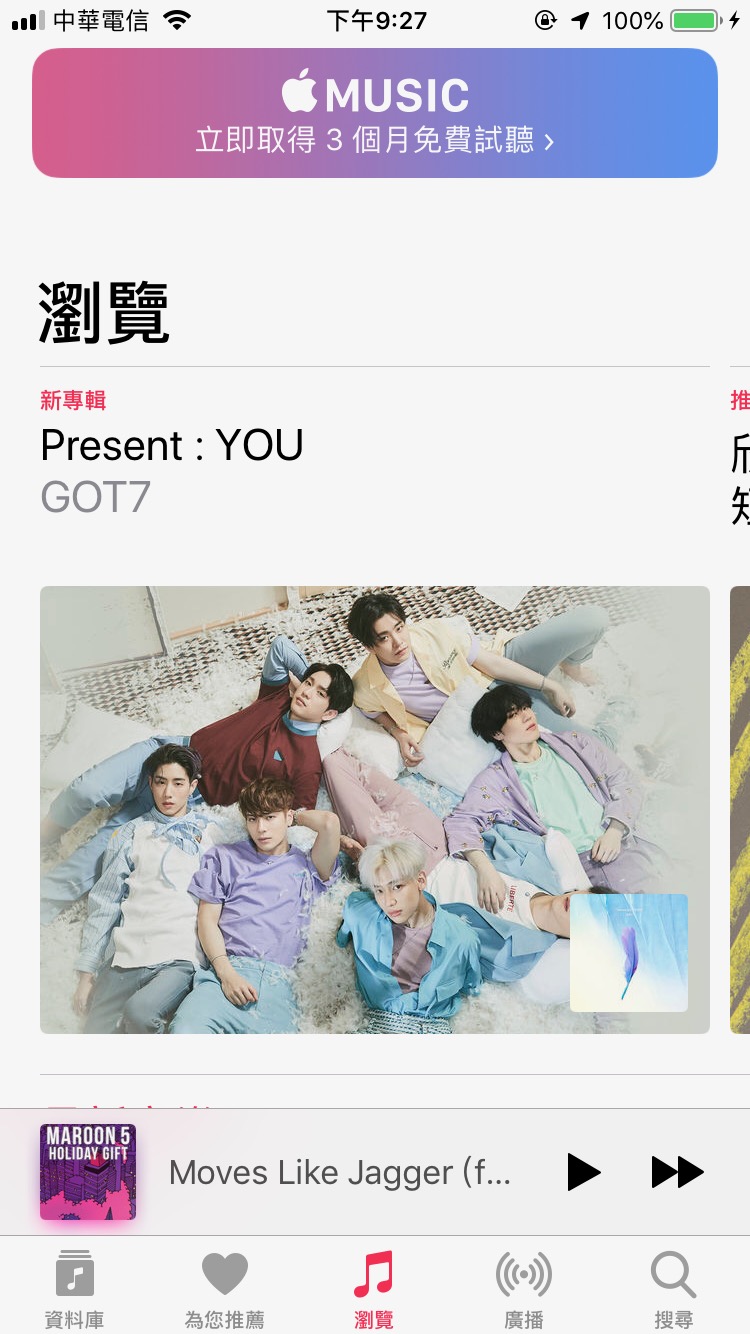 中華電信
下午9:27
100%
MUSIC
立即取得 3 個月免費試聽 ›
瀏覽
新專輯
推
Present : YOU
GOT7
LIBERTE
MAROON 5
HOLIDAY GIFT
Moves Like Jagger (f...
資料庫
為您推薦
瀏覽
廣播
搜尋